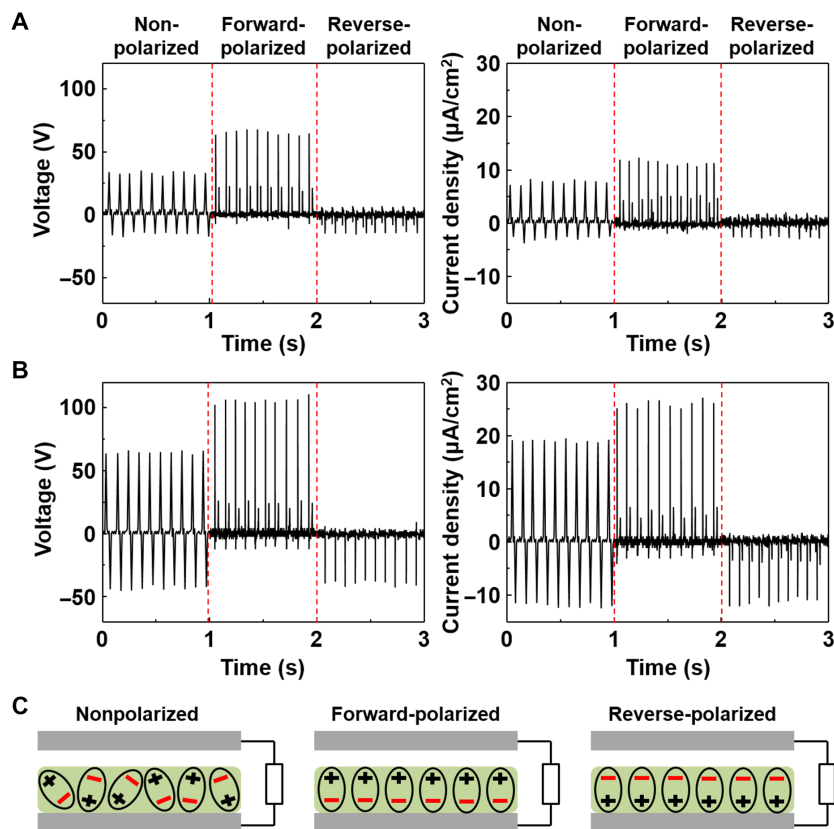 A
Non-
polarized
Forward-
polarized
Reverse-
polarized
Non-
polarized
Forward-
polarized
Reverse-
polarized
Voltage (V)
100
50
0
–50
0 1 2 3
Time (s)
Current density (µA/cm²)
30
20
10
0
–10
0 1 2 3
Time (s)
B
Voltage (V)
100
50
0
–50
0 1 2 3
Time (s)
Current density (µA/cm²)
30
20
10
0
–10
0 1 2 3
Time (s)
C
Nonpolarized
Forward-polarized
Reverse-polarized